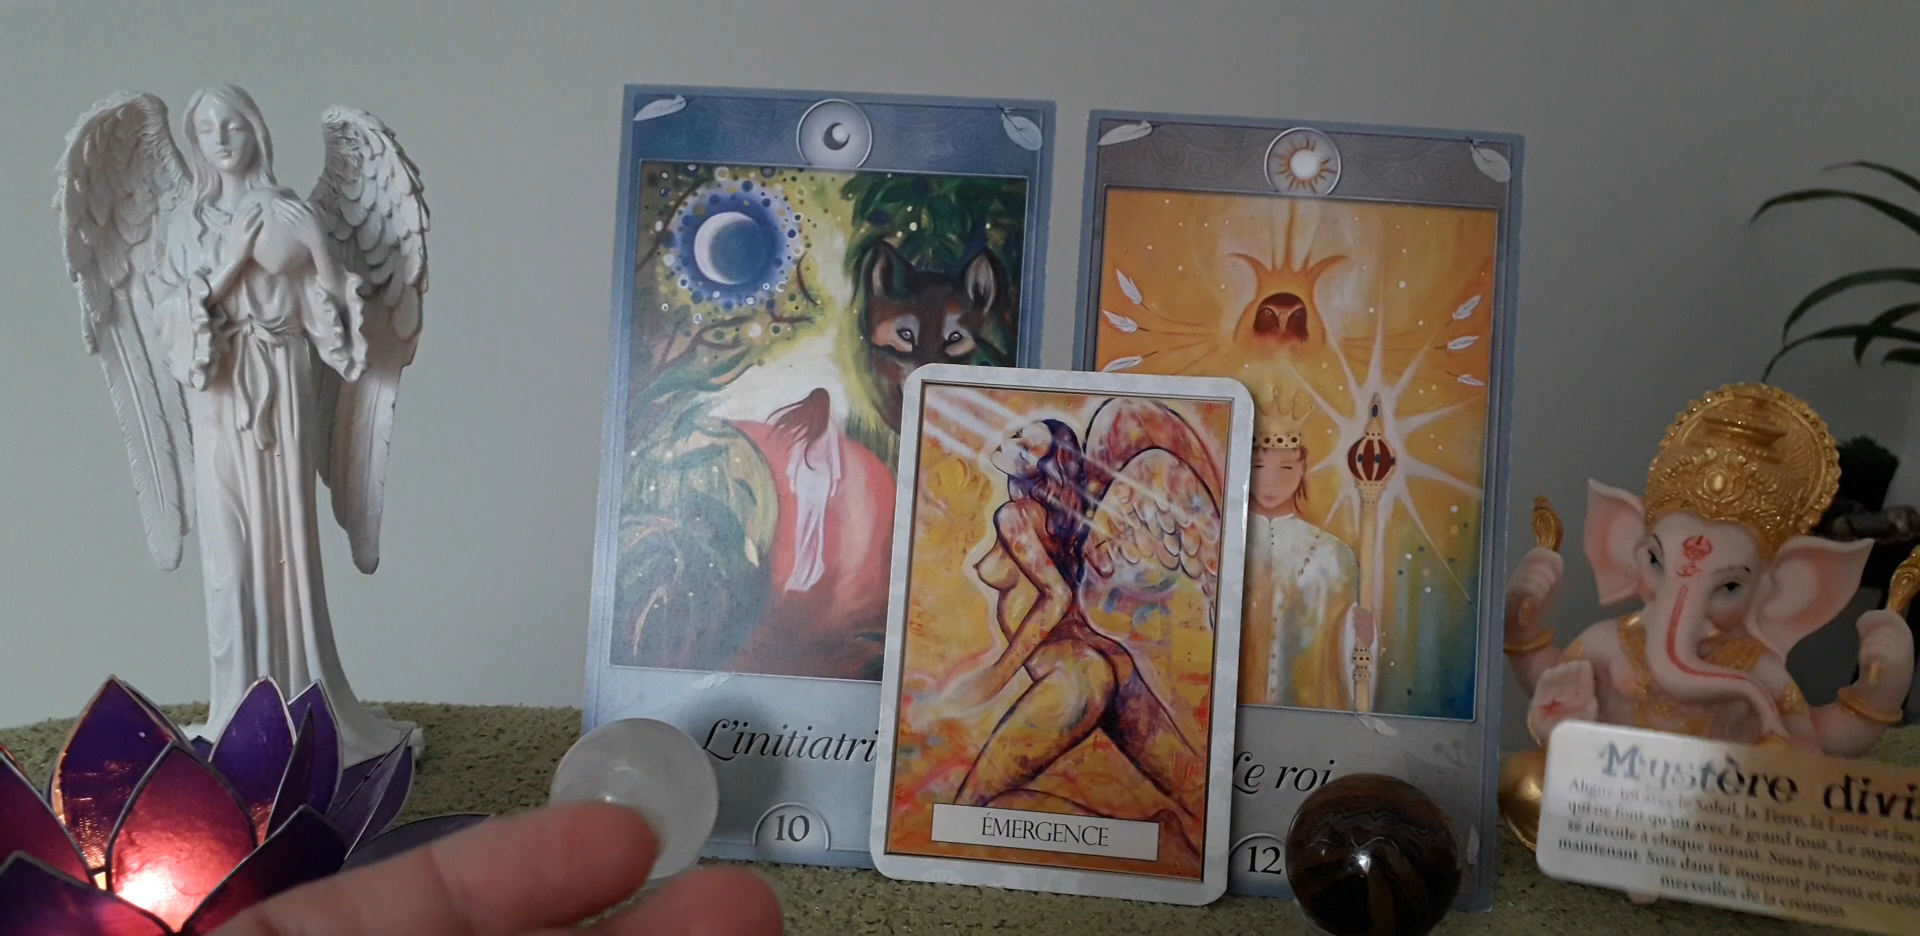 L'initiatri
10
ÉMERGENCE
Le roi
12
Mystère divi
Aligne-toi avec le Soleil, la Terre, la Lune et les
qui ne font qu'un avec le grand tout. Le mystère
se dévoile à chaque instant. Sens le pouvoir de
maintenant. Sois dans le moment présent et célè
merveilles de la création.